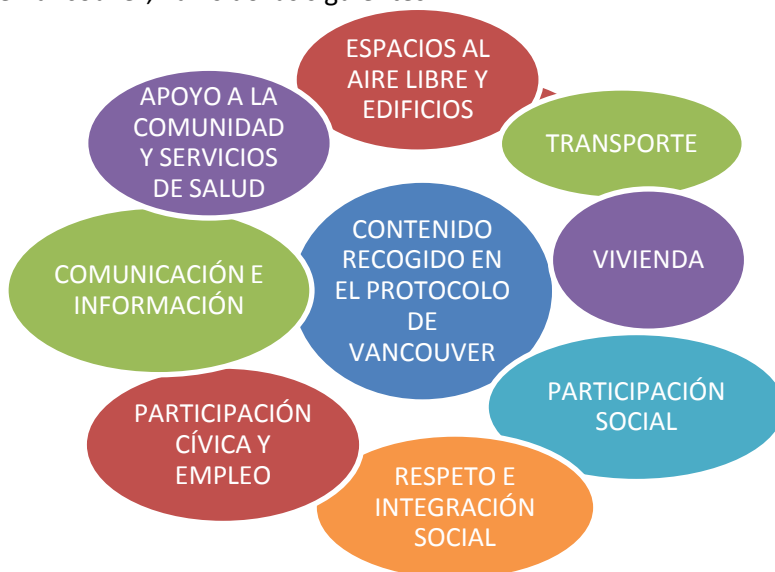 ESPACIOS AL
AIRE LIBRE Y
EDIFICIOS
TRANSPORTE
VIVIENDA
PARTICIPACIÓN
SOCIAL
RESPETO E
INTEGRACIÓN
SOCIAL
PARTICIPACIÓN
CÍVICA Y
EMPLEO
COMUNICACIÓN E
INFORMACIÓN
APOYO A LA
COMUNIDAD
Y SERVICIOS
DE SALUD
CONTENIDO
RECOGIDO EN
EL PROTOCOLO
DE
VANCOUVER